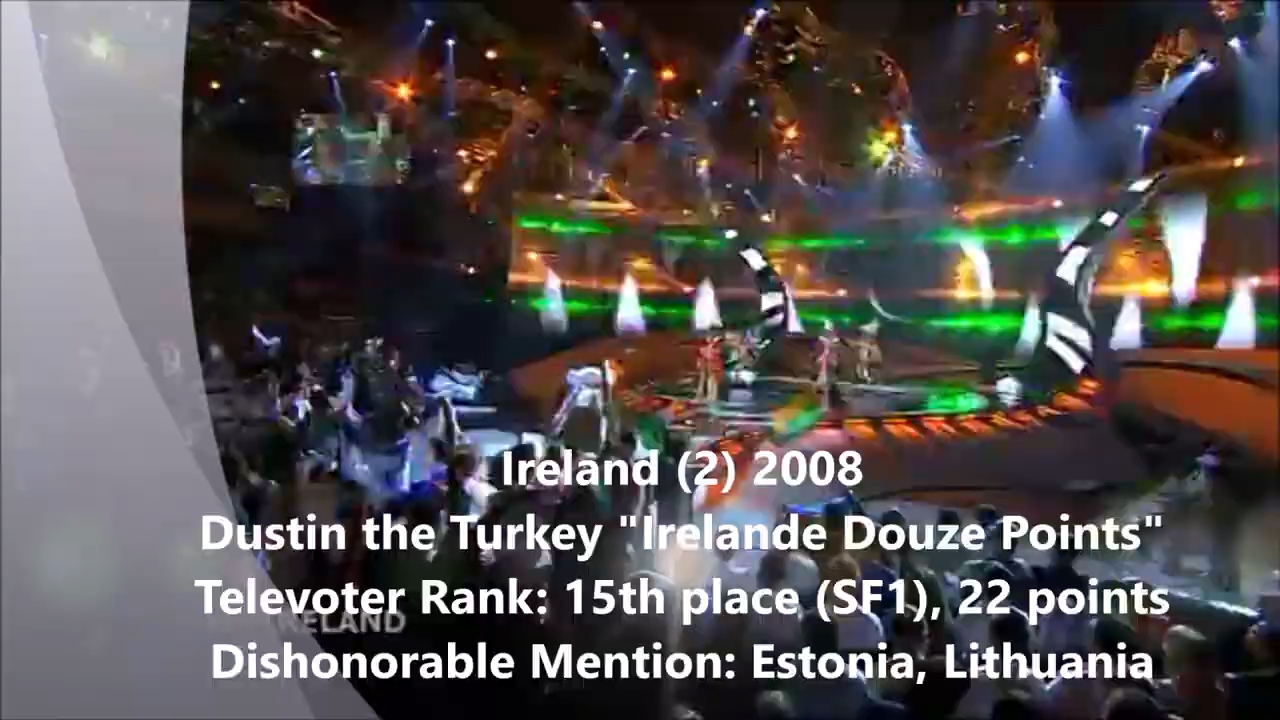 Ireland (2) 2008
Dustin the Turkey "Irelande Douze Points"
Televoter Rank: 15th place (SF1), 22 points
IRELAND
Dishonorable Mention: Estonia, Lithuania